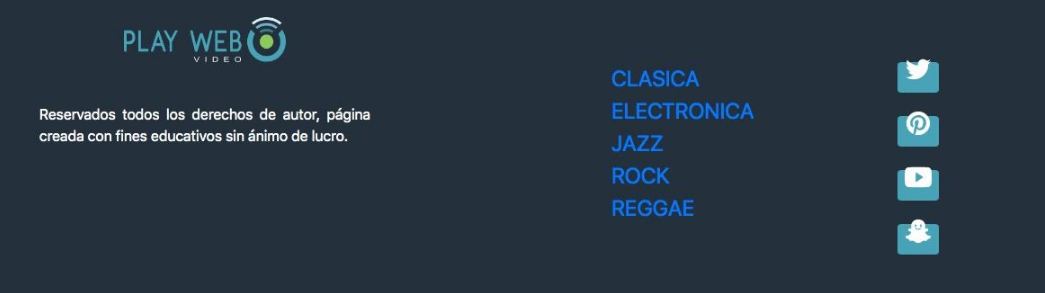 PLAY WEB
VIDEO
Reservados todos los derechos de autor, página
creada con fines educativos sin ánimo de lucro.
CLASICA
ELECTRONICA
JAZZ
ROCK
REGGAE